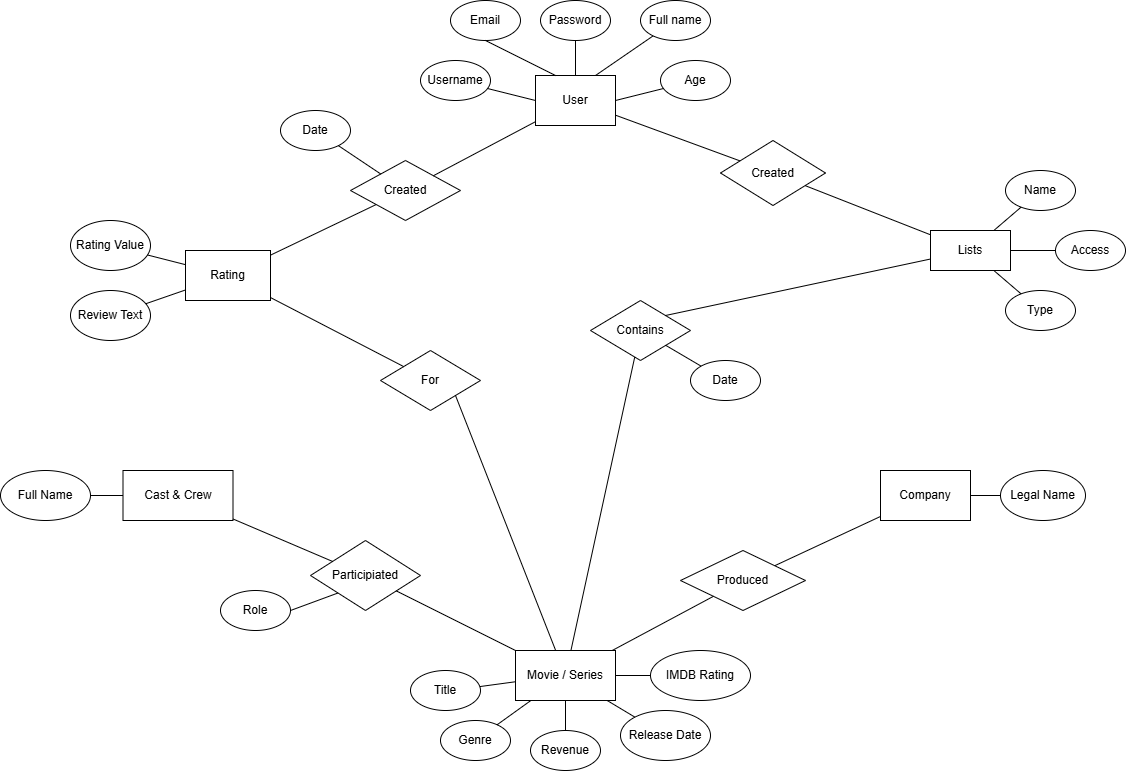 Email
Password
Full name
Username
Age
User
Date
Created
Created
Name
Rating Value
Lists
Access
Rating
Review Text
Type
Contains
For
Date
Full Name
Cast & Crew
Company
Legal Name
Participiated
Produced
Role
Movie / Series
IMDB Rating
Title
Genre
Revenue
Release Date